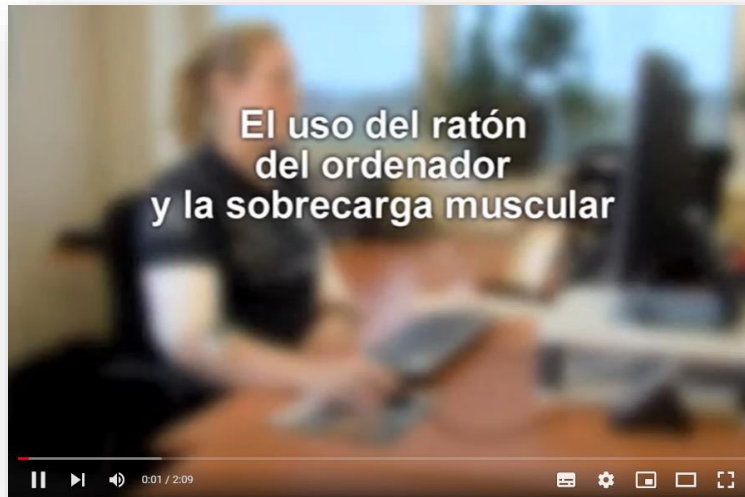 El uso del ratón
del ordenador
y la sobrecarga muscular
0:01 / 2:09